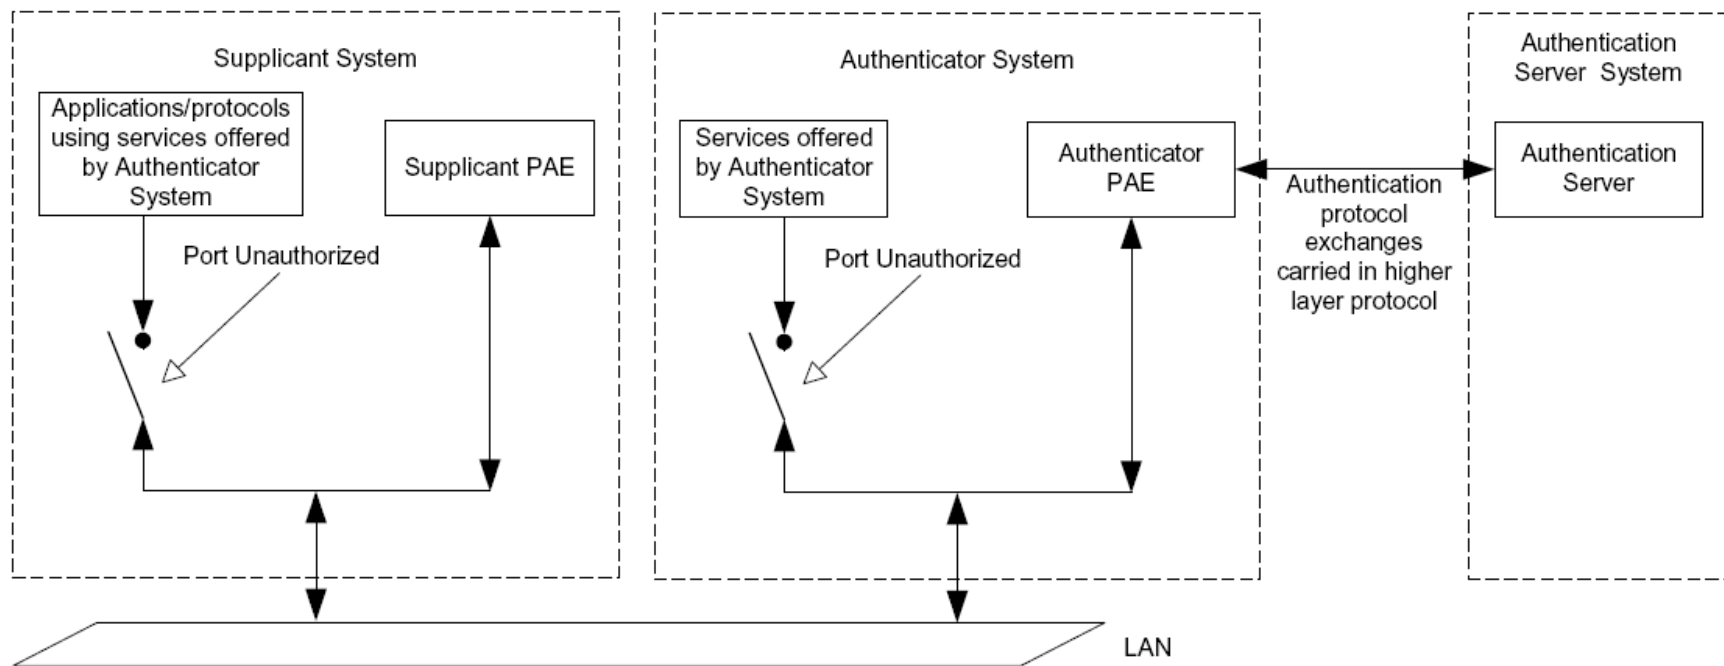 Supplicant System
Applications/protocols
using services offered
by Authenticator
System
Supplicant PAE
Port Unauthorized
Authenticator System
Services offered
by Authenticator
System
Authenticator
PAE
Port Unauthorized
Authentication
protocol
exchanges
carried in higher
layer protocol
Authentication
Server System
Authentication
Server
LAN